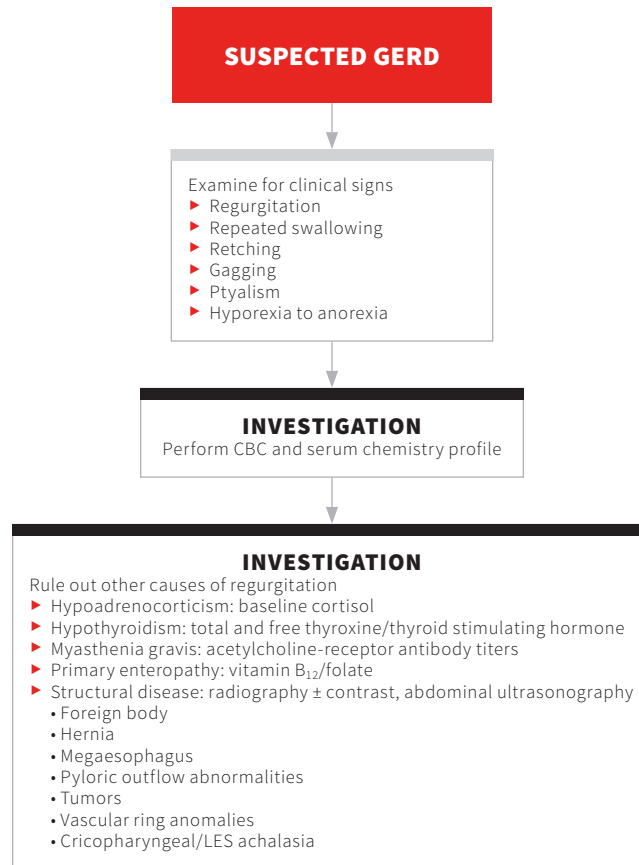 SUSPECTED GERD
Examine for clinical signs
► Regurgitation
► Repeated swallowing
► Retching
► Gagging
► Ptyalism
► Hyporexia to anorexia
INVESTIGATION
Perform CBC and serum chemistry profile
INVESTIGATION
Rule out other causes of regurgitation
► Hypoadrenocorticism: baseline cortisol
► Hypothyroidism: total and free thyroxine/thyroid stimulating hormone
► Myasthenia gravis: acetylcholine-receptor antibody titers
► Primary enteropathy: vitamin B₁₂/folate
► Structural disease: radiography ± contrast, abdominal ultrasonography
• Foreign body
• Hernia
• Megaesophagus
• Pyloric outflow abnormalities
• Tumors
• Vascular ring anomalies
• Cricopharyngeal/LES achalasia